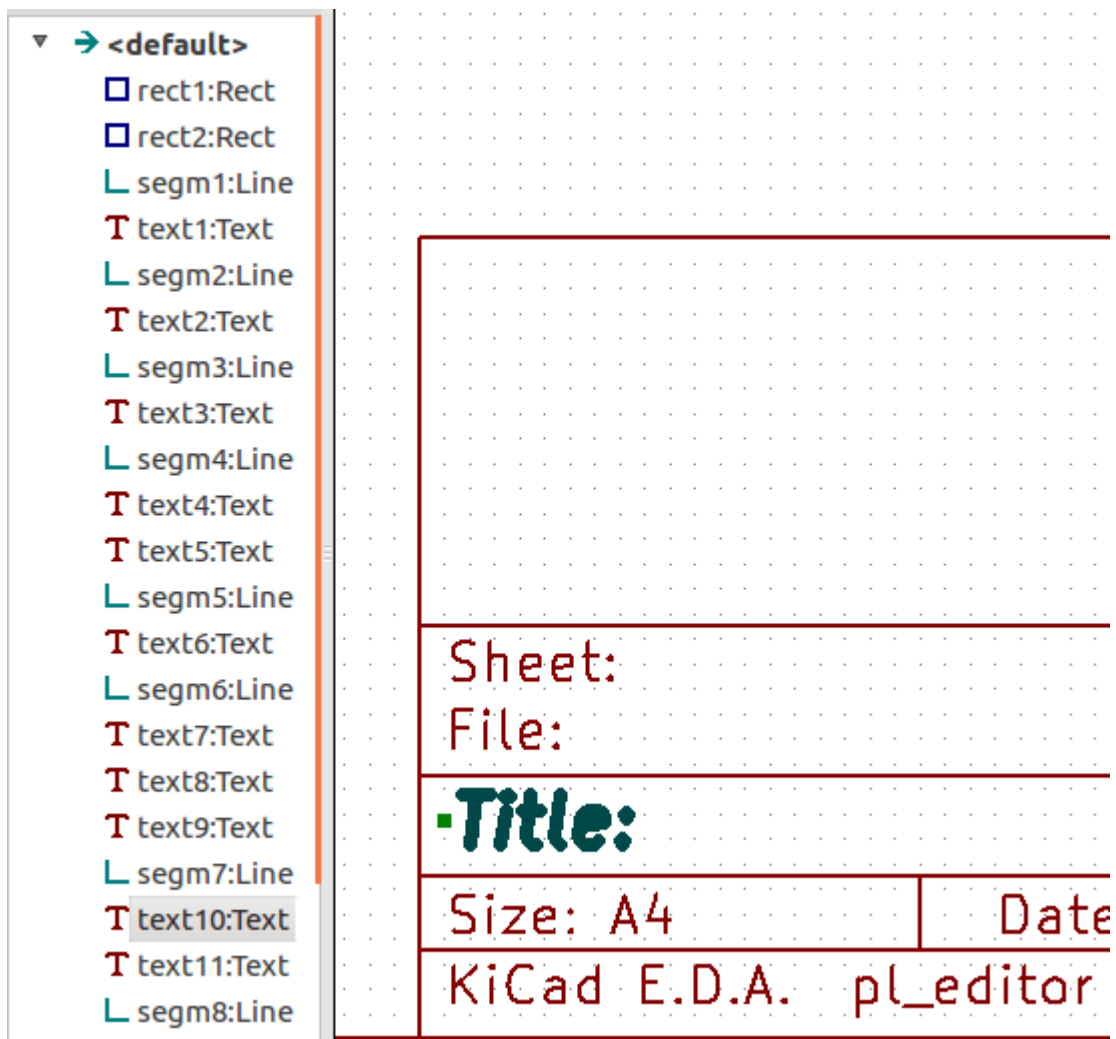 <default>
rect1:Rect
rect2:Rect
segm1:Line
text1:Text
segm2:Line
text2:Text
segm3:Line
text3:Text
segm4:Line
text4:Text
text5:Text
segm5:Line
text6:Text
segm6:Line
text7:Text
text8:Text
text9:Text
segm7:Line
text10:Text
text11:Text
segm8:Line
Sheet:
File:
Title:
Size: A4 Date
KiCad E.D.A. pl_editor